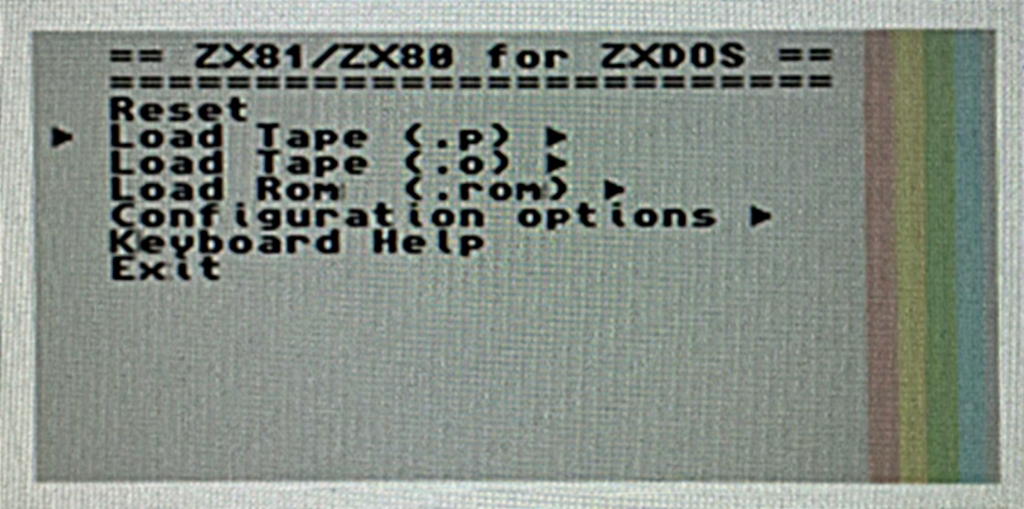 == ZX81/ZX80 for ZXDOS ==
=========================
Reset
► Load Tape (.p) ►
Load Tape (.o) ►
Load Rom (.rom) ►
Configuration options ►
Keyboard Help
Exit